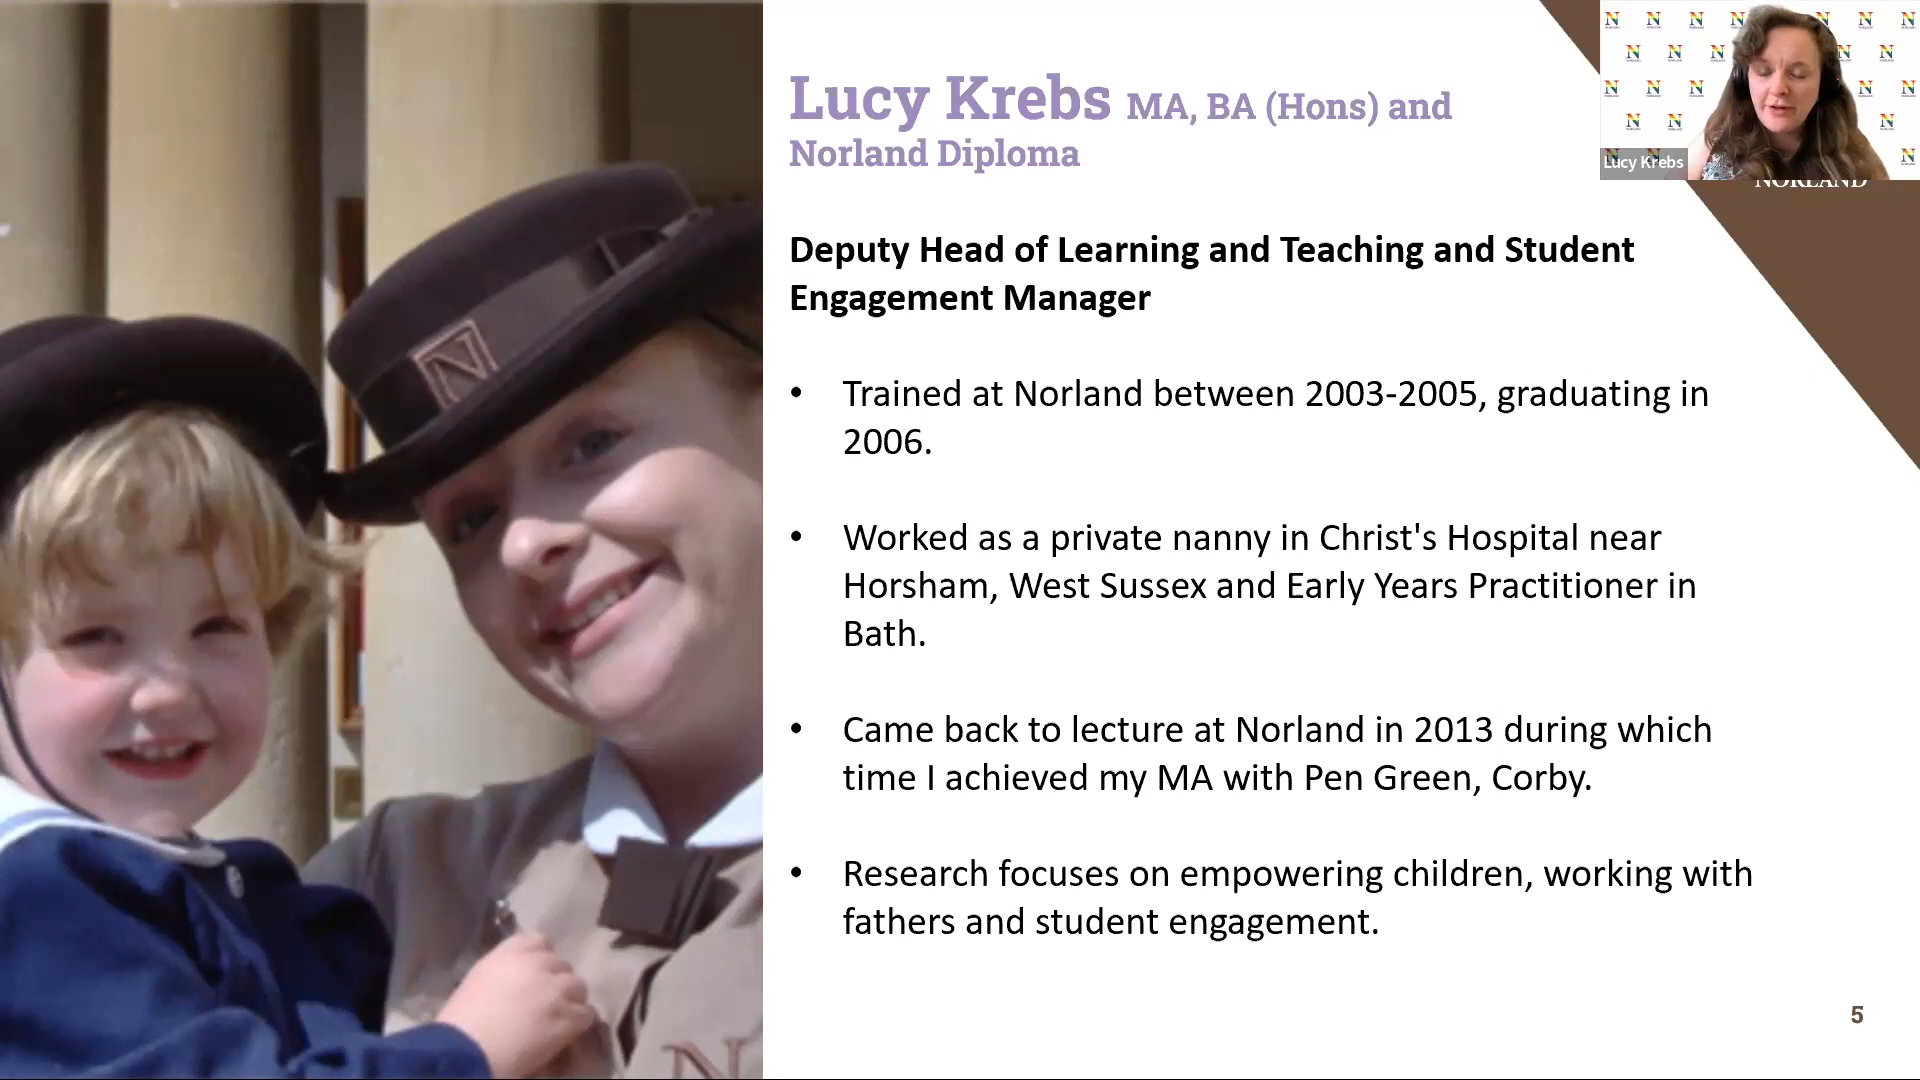 Lucy Krebs MA, BA (Hons) and
Norland Diploma
Lucy Krebs
NORLAND
Deputy Head of Learning and Teaching and Student
Engagement Manager
• Trained at Norland between 2003-2005, graduating in
2006.
• Worked as a private nanny in Christ's Hospital near
Horsham, West Sussex and Early Years Practitioner in
Bath.
• Came back to lecture at Norland in 2013 during which
time I achieved my MA with Pen Green, Corby.
• Research focuses on empowering children, working with
fathers and student engagement.
5
N
N